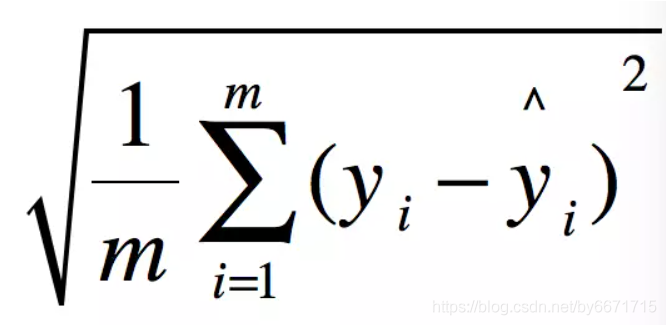 √(1/m ∑_{i=1}^{m} (y_i − ŷ_i)²)
https://blog.csdn.net/by6671715